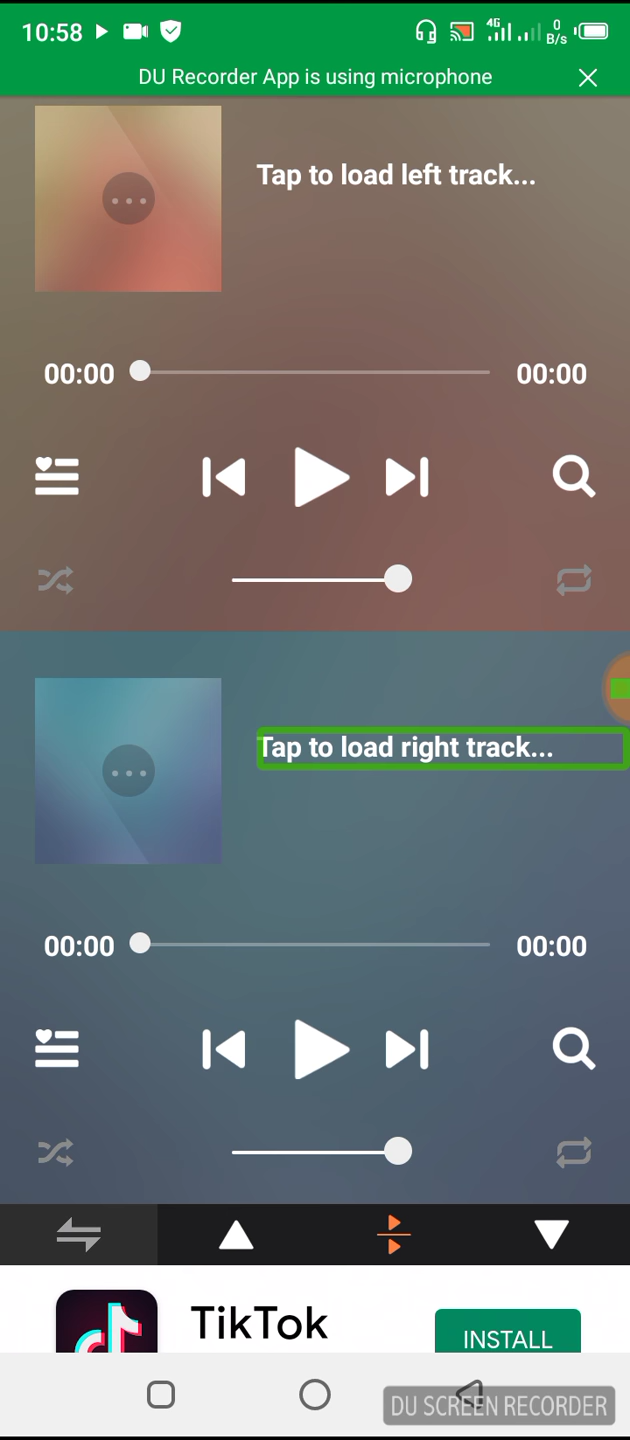 10:58
4G
0
B/s
DU Recorder App is using microphone
Tap to load left track...
00:00
00:00
Tap to load right track...
00:00
00:00
TikTok
INSTALL
DU SCREEN RECORDER